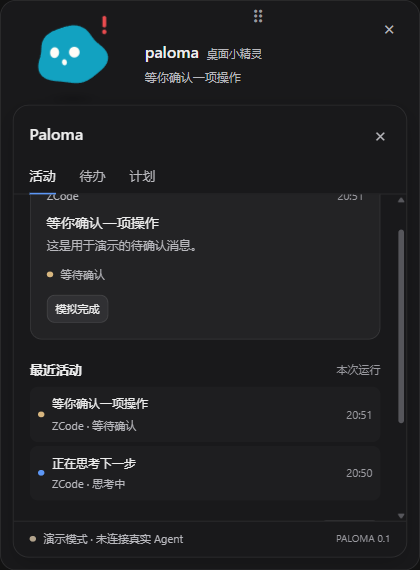 paloma 桌面小精灵
等你确认一项操作
Paloma
活动 待办 计划
ZCode 20:51
等你确认一项操作
这是用于演示的待确认消息。
等待确认
模拟完成
最近活动 本次运行
等你确认一项操作
ZCode · 等待确认 20:51
正在思考下一步
ZCode · 思考中 20:50
演示模式 · 未连接真实 Agent PALOMA 0.1